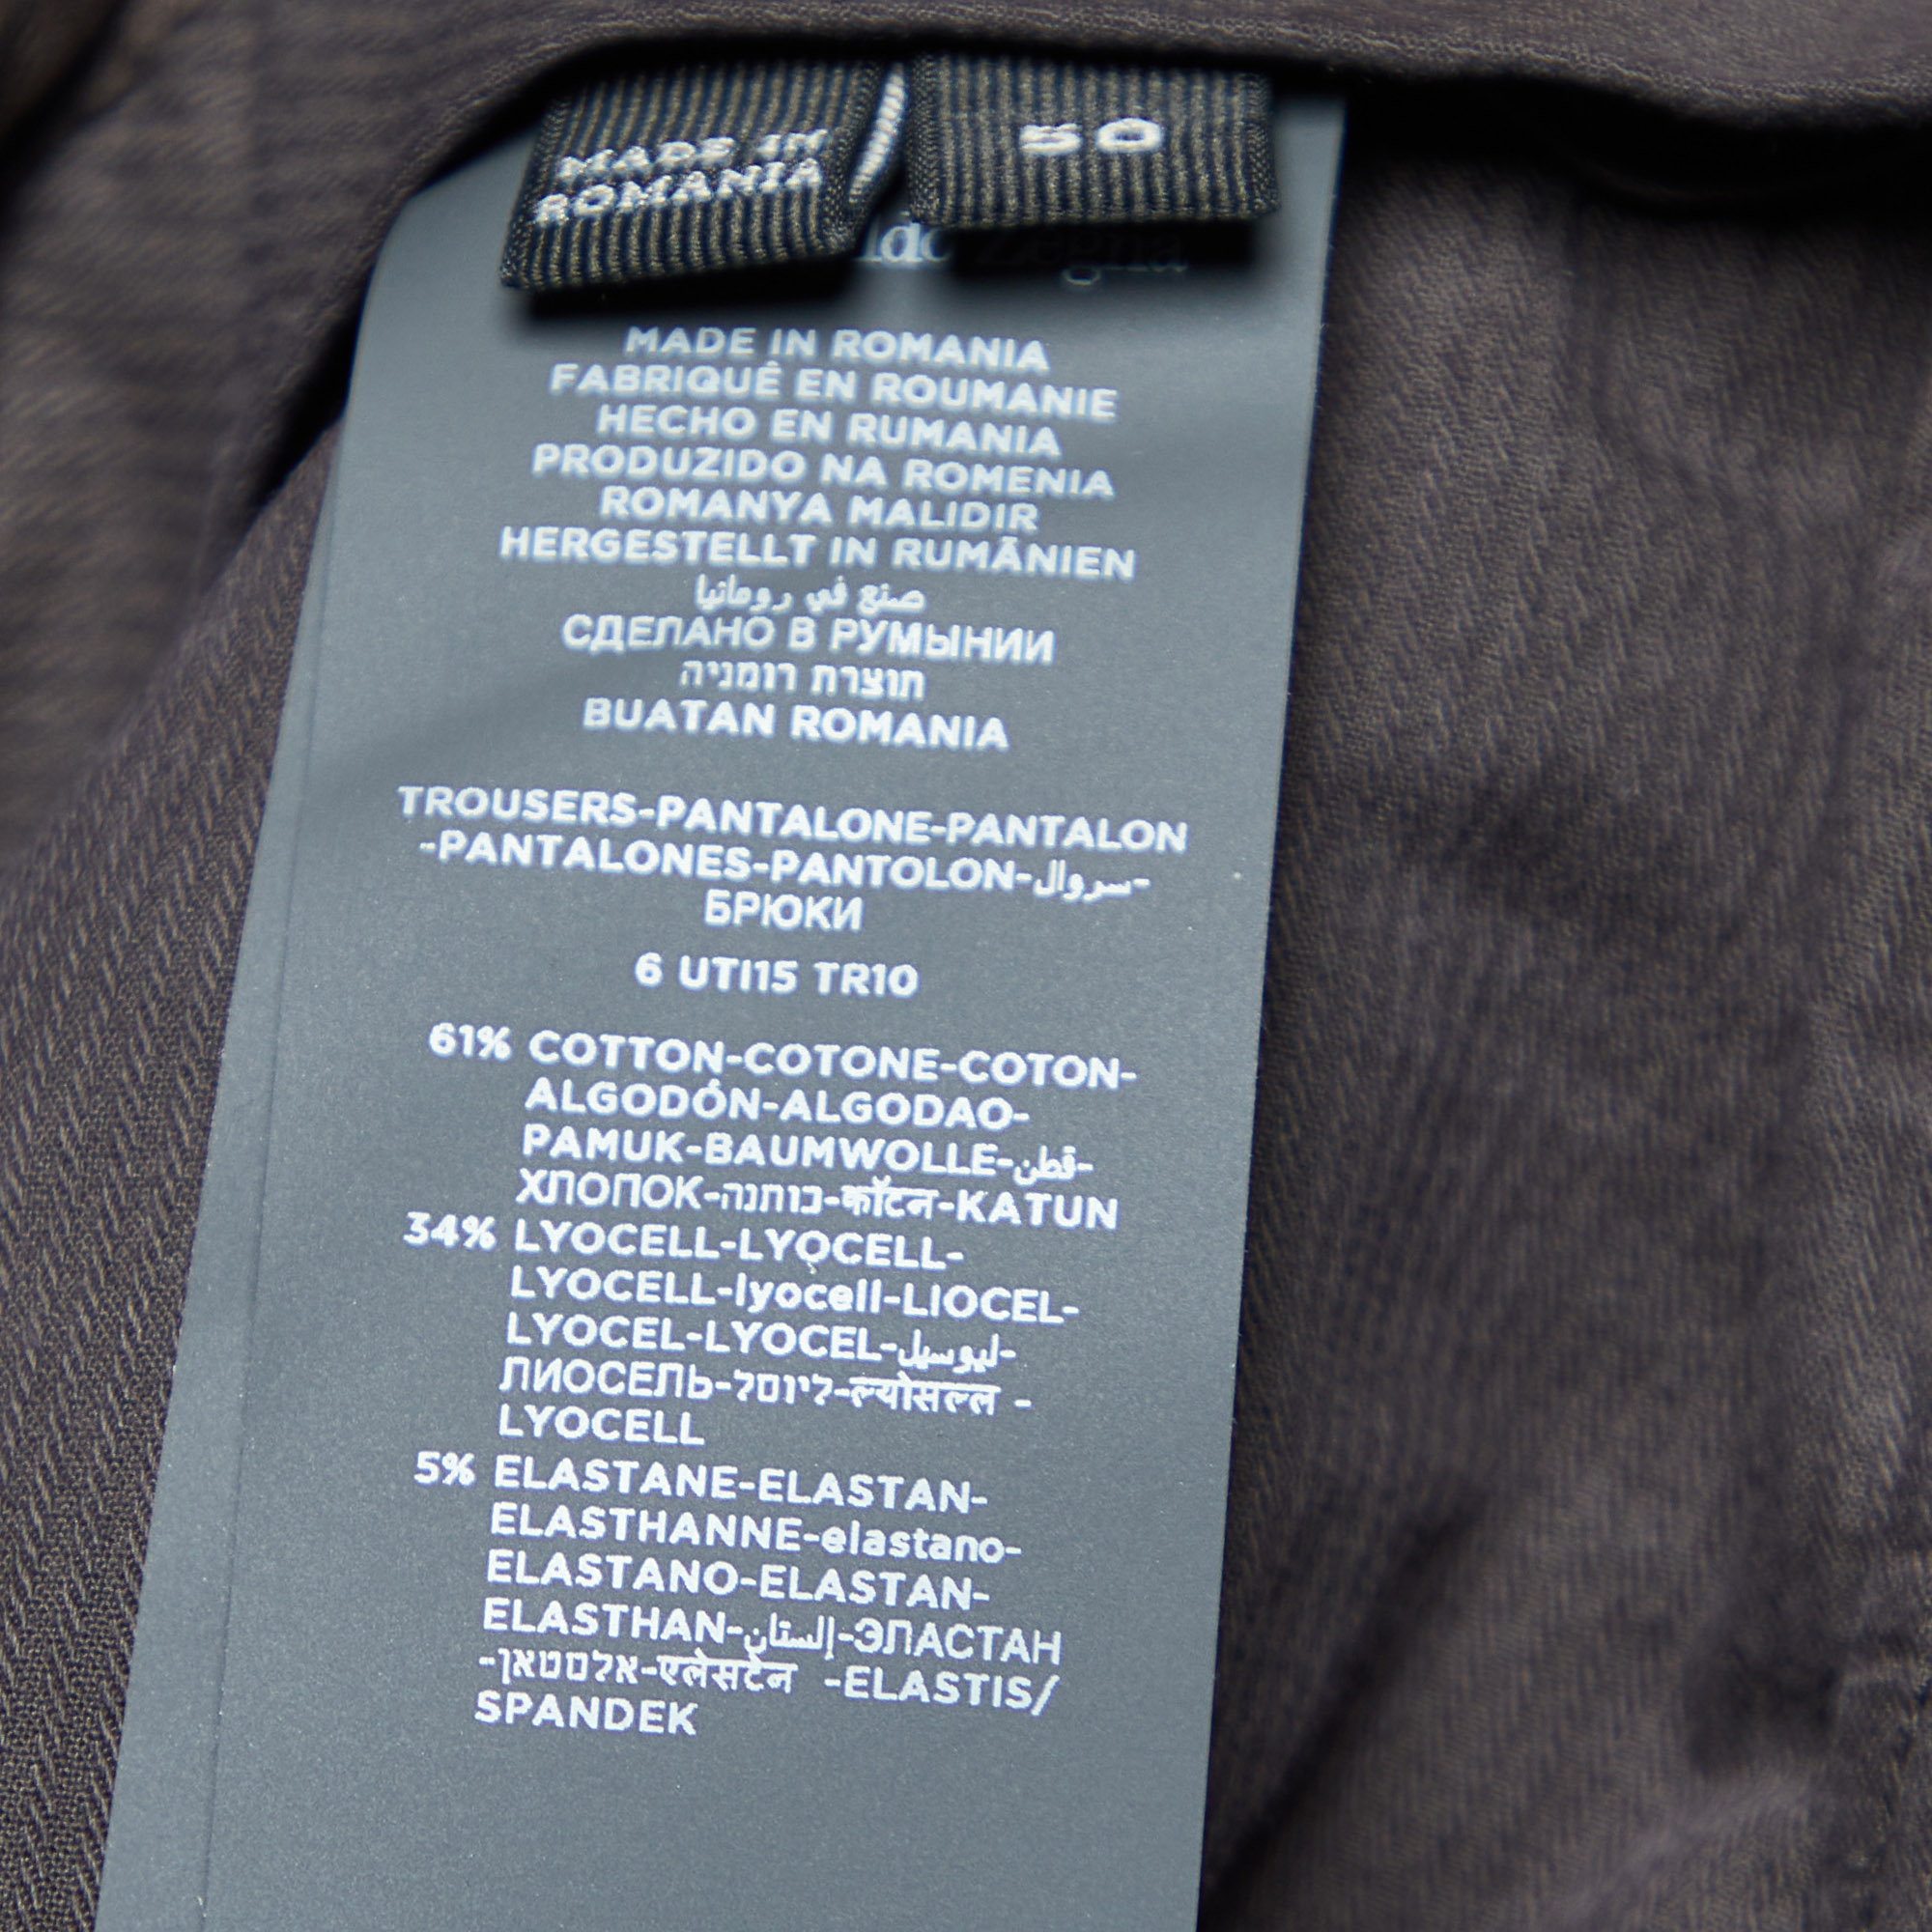 MADE IN
ROMANIA
50
Zegna
MADE IN ROMANIA
FABRIQUÊ EN ROUMANIE
HECHO EN RUMANIA
PRODUZIDO NA ROMENIA
ROMANYA MALIDIR
HERGESTELLT IN RUMÃNIEN
صنع في رومانيا
СДЕЛАНО В РУМЫНИИ
תוצרת רומניה
BUATAN ROMANIA
TROUSERS-PANTALONE-PANTALON
-PANTALONES-PANTOLON-سروال-
БРЮКИ
6 UTI15 TR10
61% COTTON-COTONE-COTON-
ALGODÓN-ALGODAO-
PAMUK-BAUMWOLLE-قطن-
ХЛОПОК-כותנה-कॉटन-KATUN
34% LYOCELL-LYOCELL-
LYOCELL-lyocell-LIOCEL-
LYOCEL-LYOCEL-ليوسيل-
ЛИОСЕЛЬ-ליוסל-ल्योसल्ल -
LYOCELL
5% ELASTANE-ELASTAN-
ELASTHANNE-elastano-
ELASTANO-ELASTAN-
ELASTHAN-إلستان-ЭЛАСТАН
-אלסטאן-एलेसटेन -ELASTIS/
SPANDEK